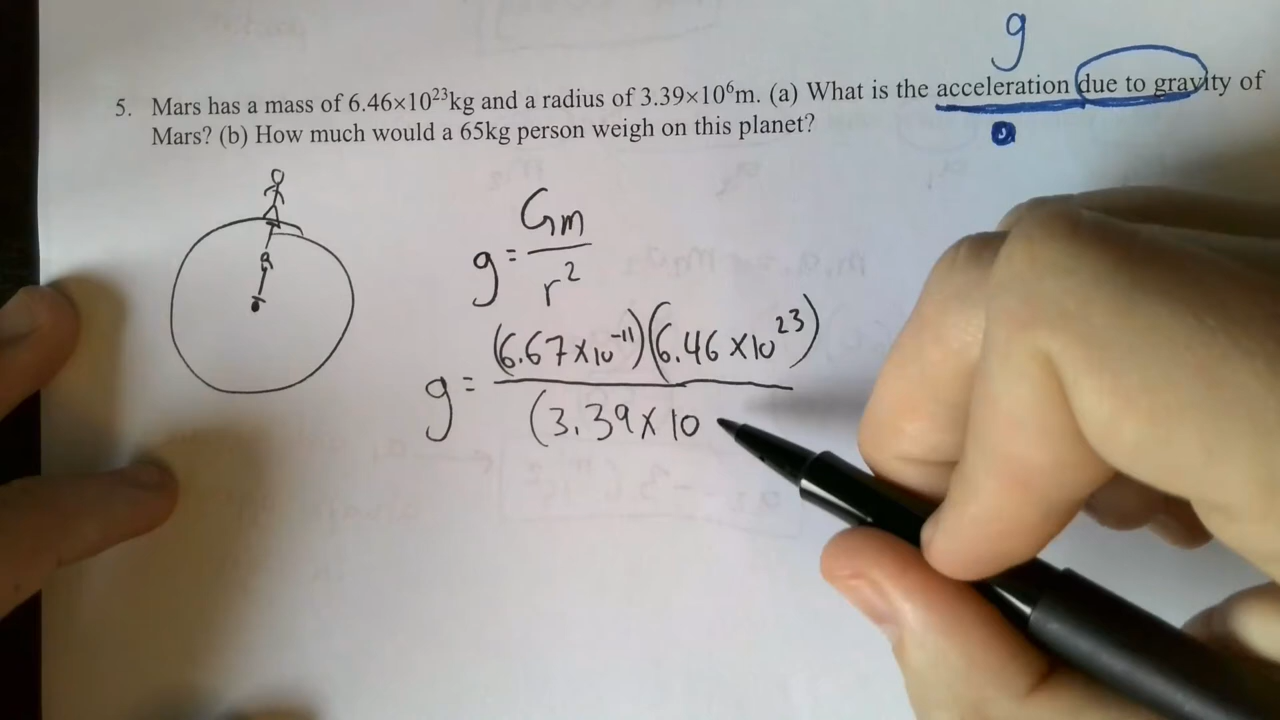 g
5. Mars has a mass of 6.46×10²³kg and a radius of 3.39×10⁶m. (a) What is the acceleration due to gravity of
Mars? (b) How much would a 65kg person weigh on this planet?
R
g = Gm / r²
g = (6.67×10⁻¹¹)(6.46×10²³) / (3.39×10